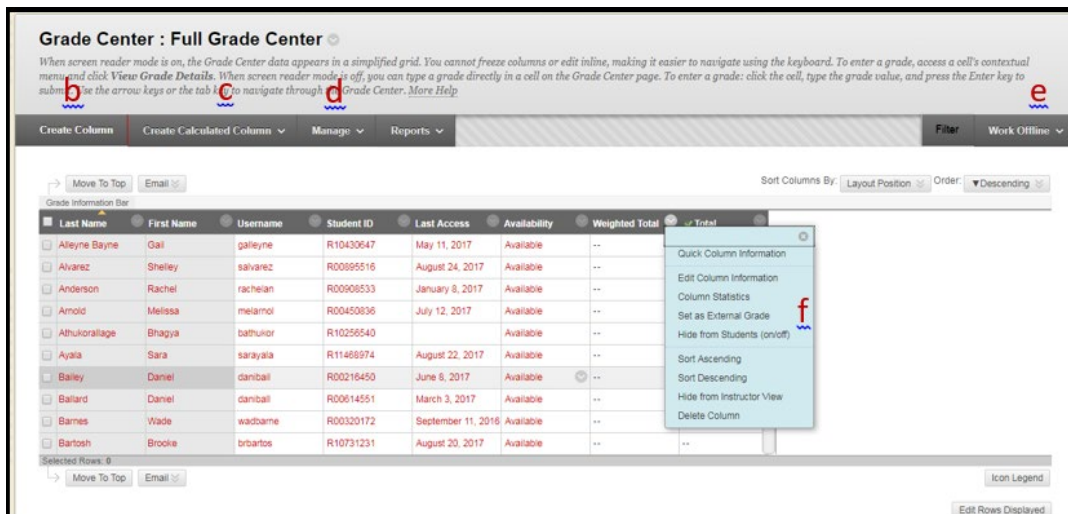 Grade Center : Full Grade Center
When screen reader mode is on, the Grade Center data appears in a simplified grid. You cannot freeze columns or edit inline, making it easier to navigate using the keyboard. To enter a grade, access a cell's contextual
menu and click View Grade Details. When screen reader mode is off, you can type a grade directly in a cell on the Grade Center page. To enter a grade: click the cell, type the grade value, and press the Enter key to
submit. Use the arrow keys or the tab key to navigate through the Grade Center. More Help
b c d e
Create Column Create Calculated Column Manage Reports Filter Work Offline
Move To Top Email Sort Columns By: Layout Position Order: ▼Descending
Grade Information Bar
Last Name First Name Username Student ID Last Access Availability Weighted Total Total
Alleyne Bayne Gail galleyne R10430647 May 11, 2017 Available --
Alvarez Shelley salvarez R00895516 August 24, 2017 Available --
Anderson Rachel rachelan R00908533 January 8, 2017 Available --
Arnold Melissa melarnol R00450836 July 12, 2017 Available --
Athukorallage Bhagya bathukor R10256540 Available --
Ayala Sara sarayala R11468974 August 22, 2017 Available --
Bailey Daniel danibail R00216450 June 8, 2017 Available --
Ballard Daniel daniball R00614551 March 3, 2017 Available --
Barnes Wade wadbarne R00320172 September 11, 2016 Available --
Bartosh Brooke brbartos R10731231 August 20, 2017 Available -- --
Quick Column Information
Edit Column Information
Column Statistics
Set as External Grade
f
Hide from Students (on/off)
Sort Ascending
Sort Descending
Hide from Instructor View
Delete Column
Selected Rows: 0
Move To Top Email Icon Legend
Edit Rows Displayed